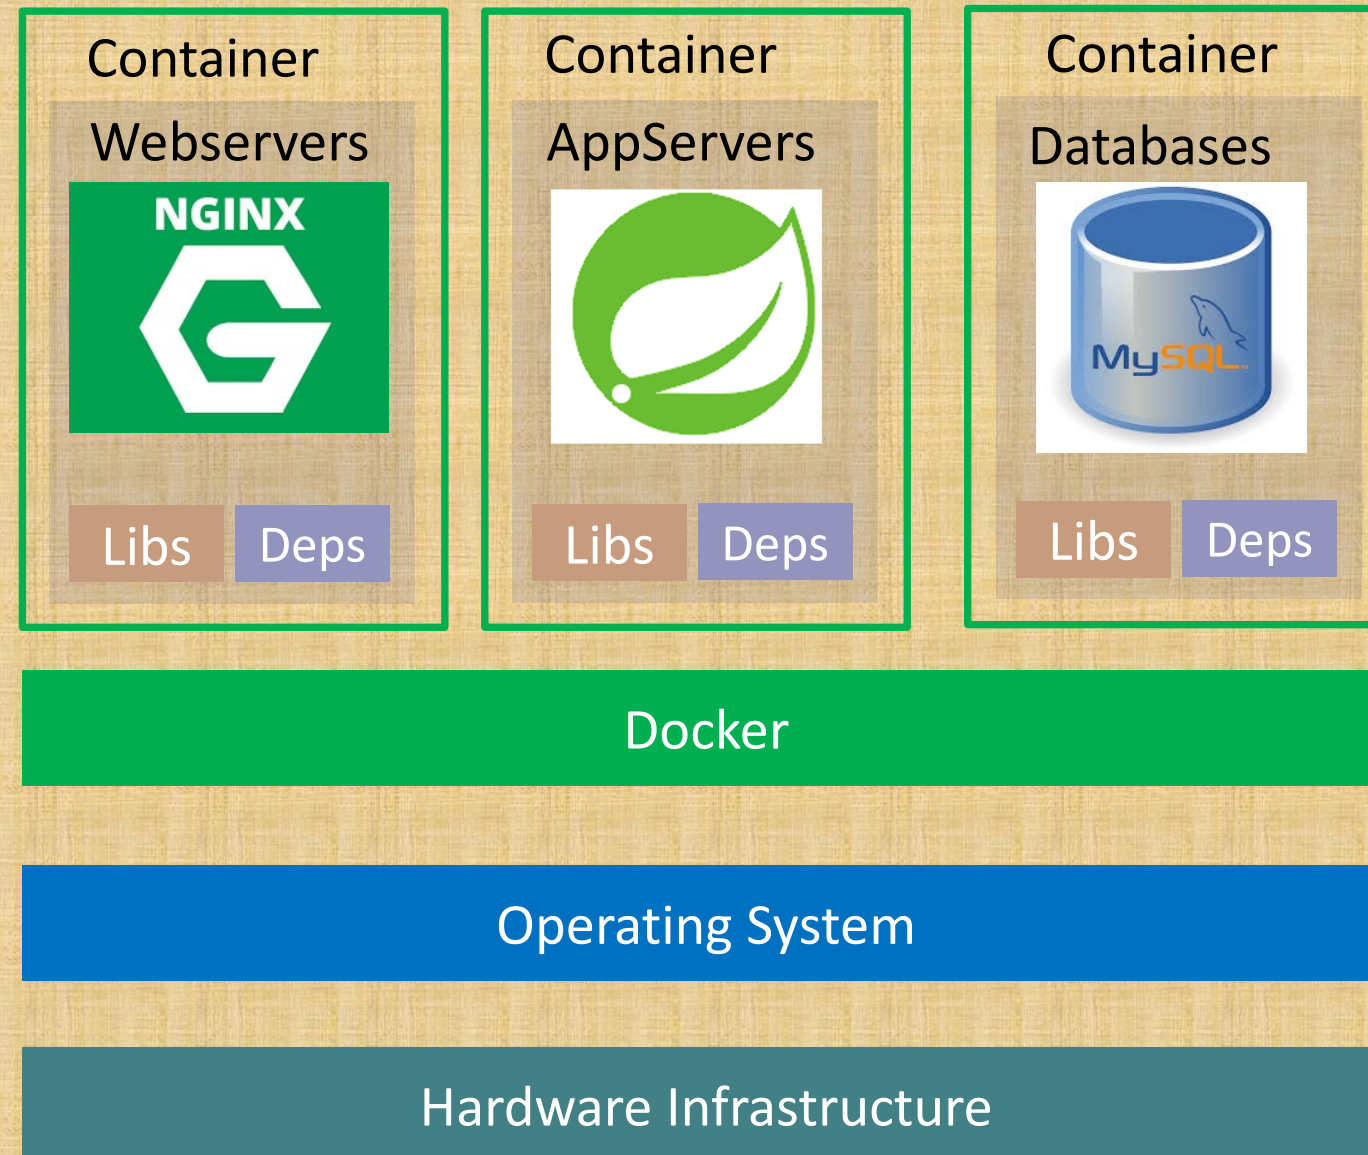 Container
Webservers
NGINX
Libs
Deps
Container
AppServers
Libs
Deps
Container
Databases
MySQL
Libs
Deps
Docker
Operating System
Hardware Infrastructure